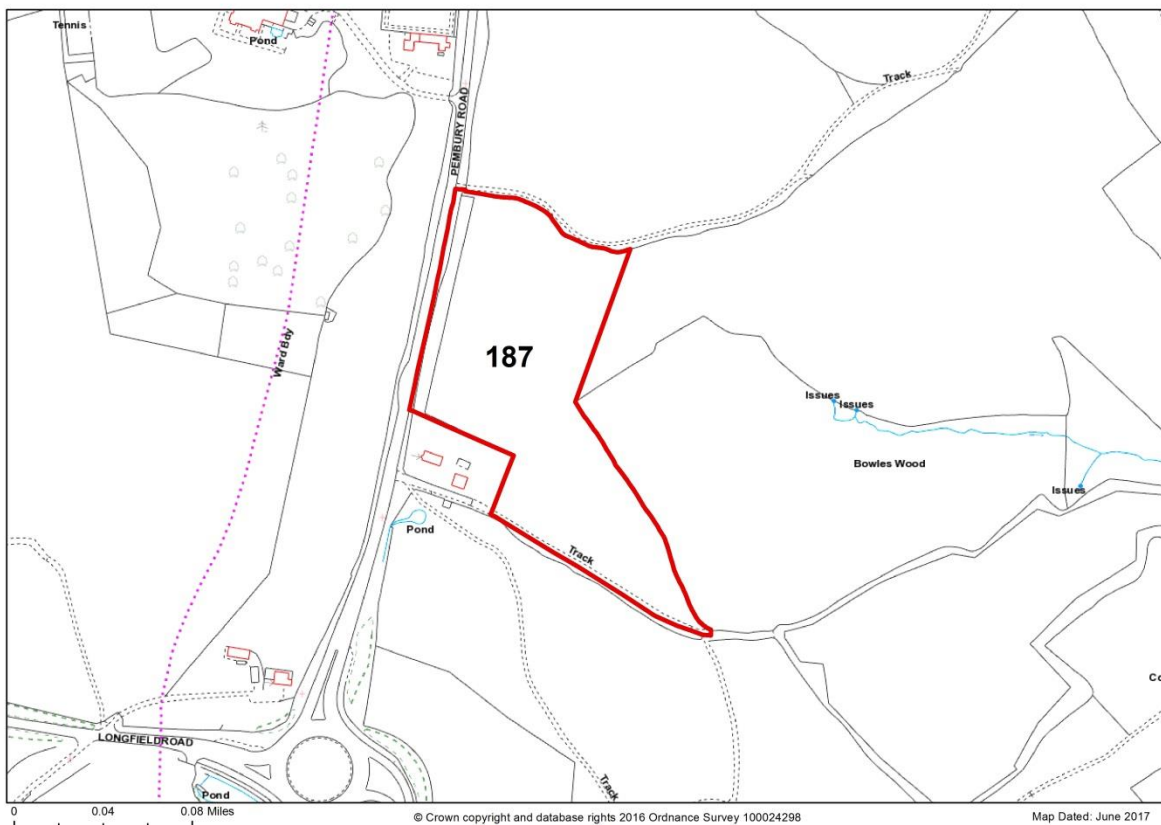 Tennis
Pond
Track
PEMBURY ROAD
187
Ward Bdy
Issues
Issues
Bowles Wood
Issues
Pond
Track
Co
LONGFIELDROAD
Track
Pond
0 0.04 0.08 Miles
© Crown copyright and database rights 2016 Ordnance Survey 100024298
Map Dated: June 2017